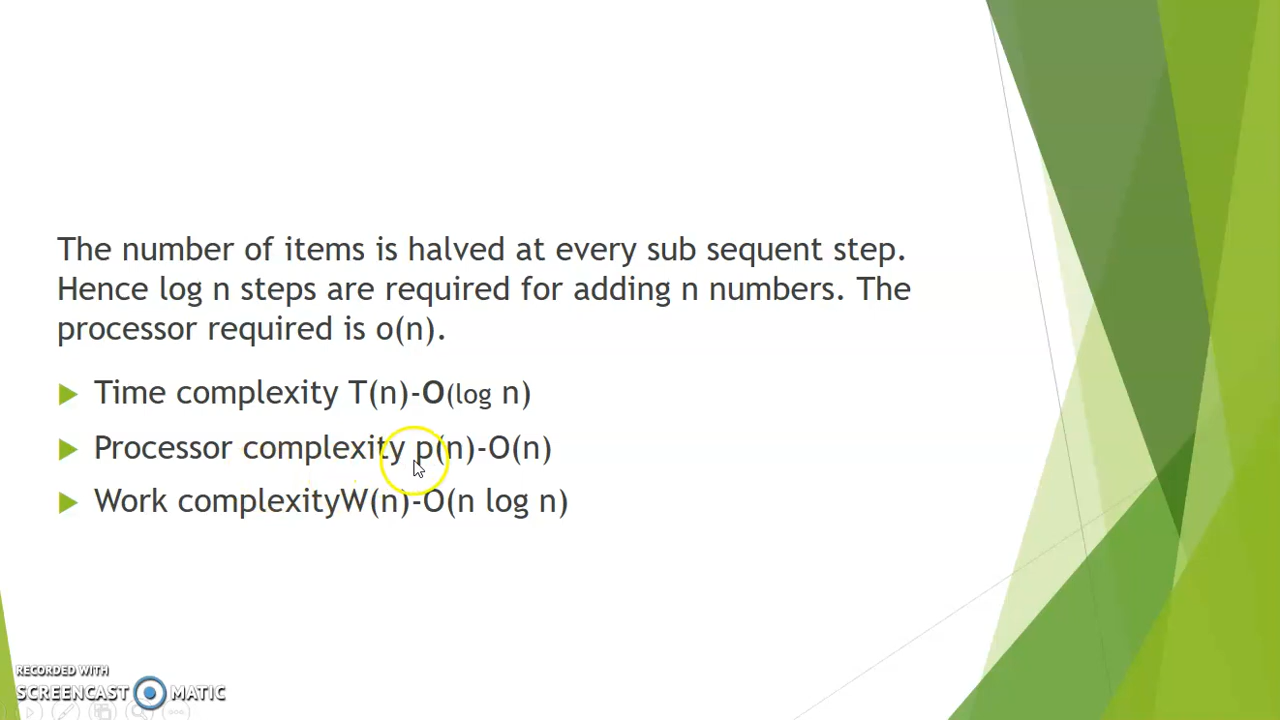 The number of items is halved at every sub sequent step.
Hence log n steps are required for adding n numbers. The
processor required is o(n).
Time complexity T(n)-O(log n)
Processor complexity p(n)-O(n)
Work complexityW(n)-O(n log n)
RECORDED WITH
SCREENCAST MATIC